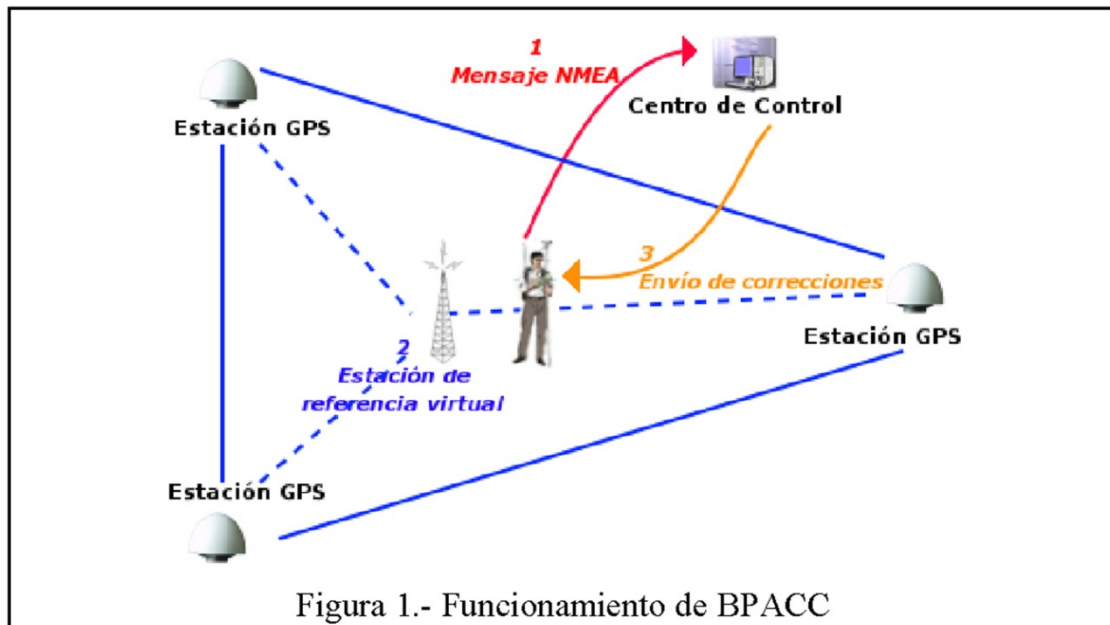 1
Mensaje NMEA
Centro de Control
Estación GPS
3
Envío de correcciones
Estación GPS
2
Estación de
referencia virtual
Estación GPS
Figura 1.- Funcionamiento de BPACC